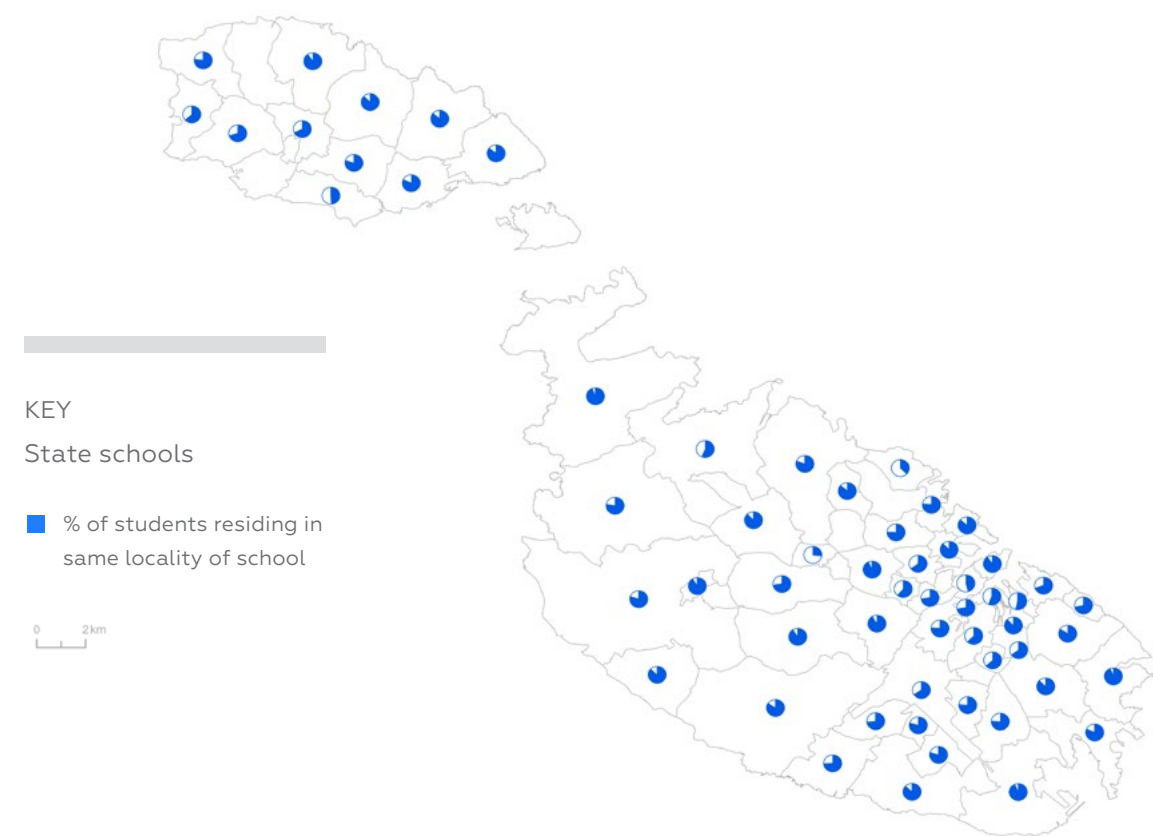 KEY
State schools
% of students residing in
same locality of school
0 2km